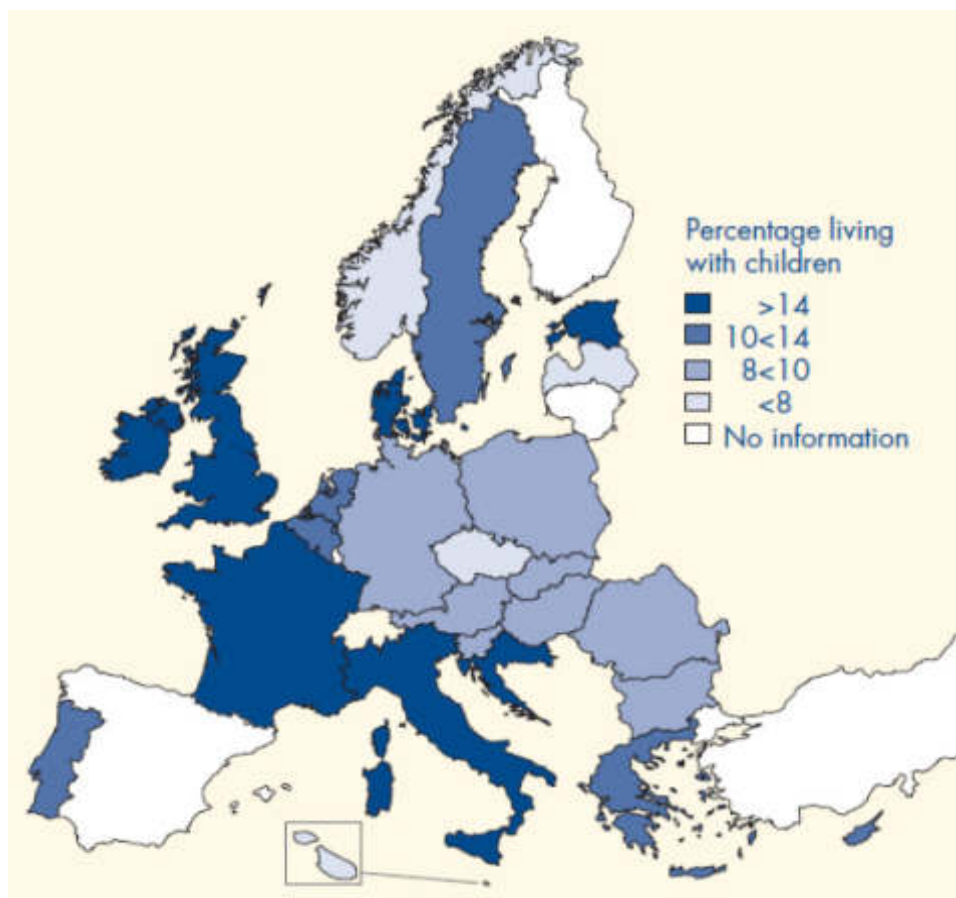 Percentage living
with children
>14
10<14
8<10
<8
No information